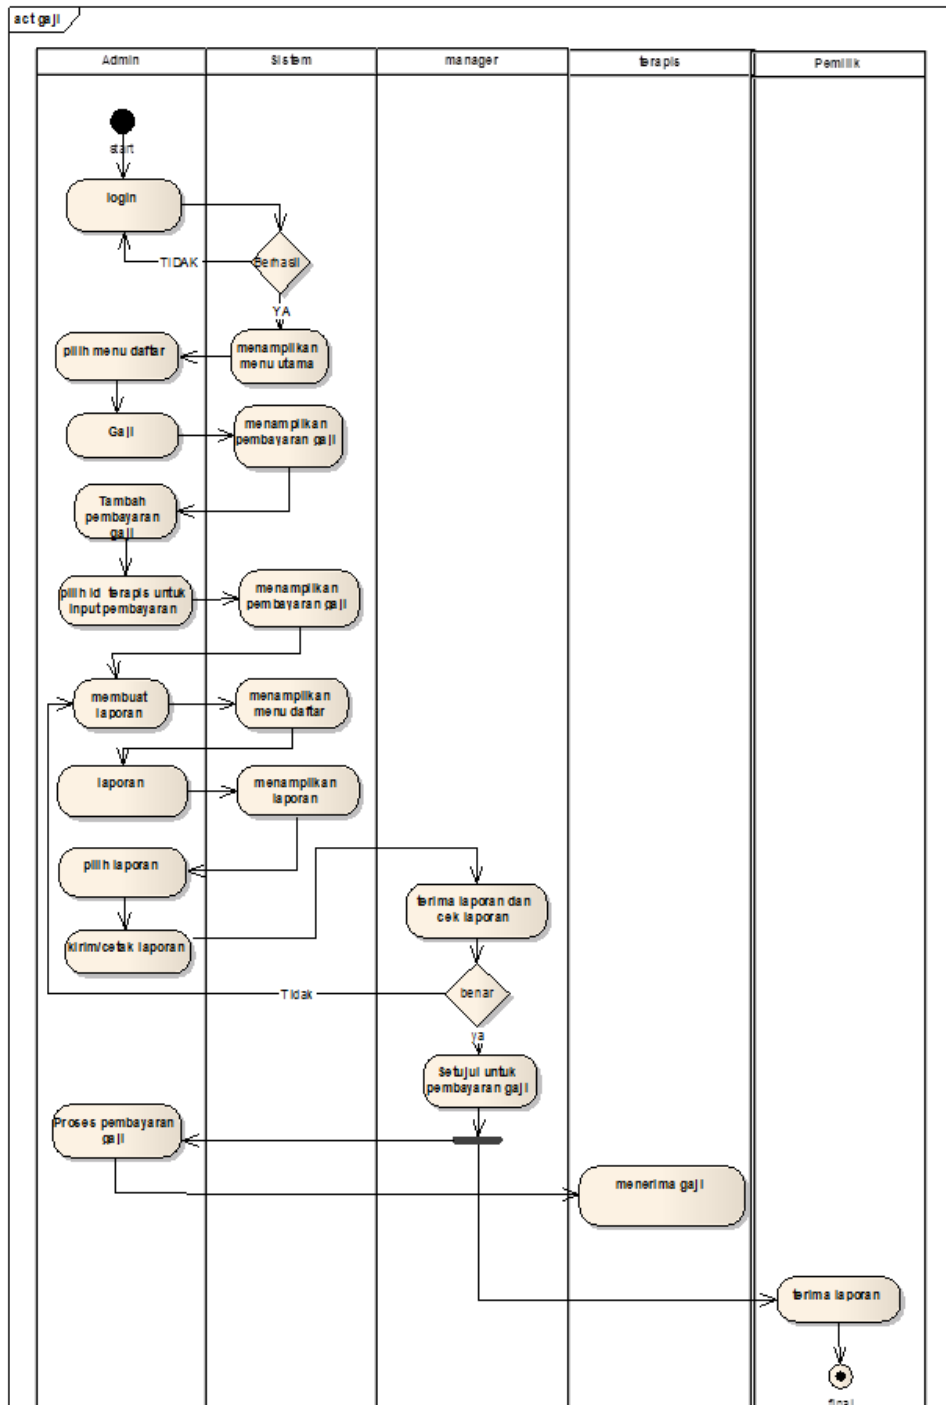 act gaji
Admin
Sistem
manager
terapis
Pemilik
start
login
Berhasil
TIDAK
YA
menampilkan
menu utama
pilih menu daftar
Gaji
menampilkan
pembayaran gaji
Tambah
pembayaran
gaji
pilih id terapis untuk
input pembayaran
menampilkan
pembayaran gaji
membuat
laporan
menampilkan
menu daftar
laporan
menampilkan
laporan
pilih laporan
kirim/cetak laporan
terima laporan dan
cek laporan
benar
Tidak
ya
Setujui untuk
pembayaran gaji
Proses pembayaran
gaji
menerima gaji
terima laporan
final